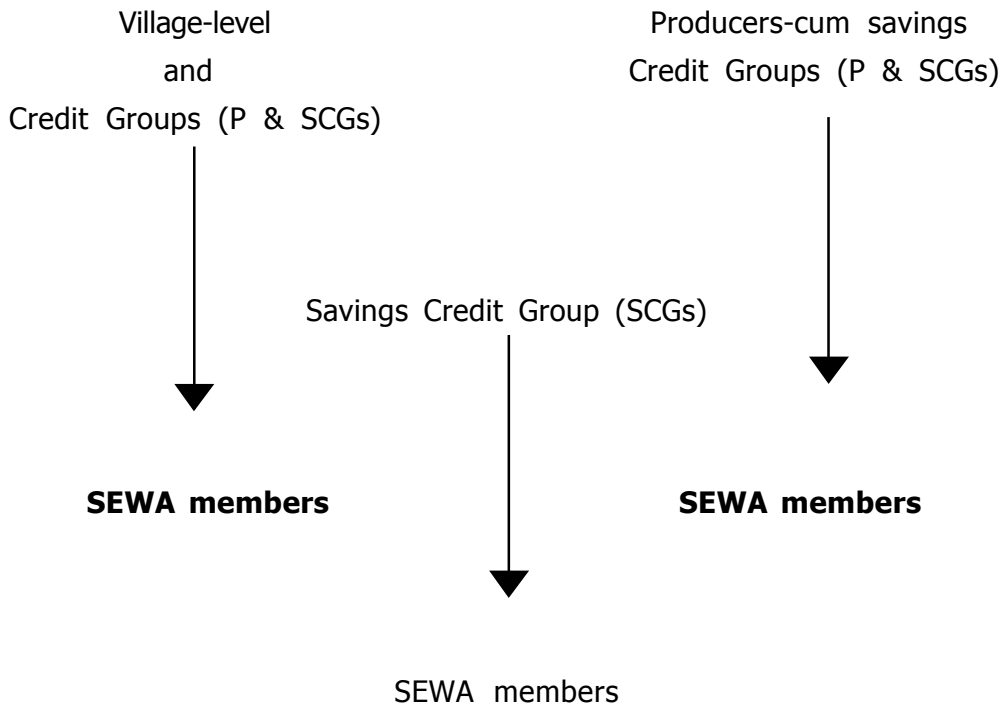 Village-level
and
Credit Groups (P & SCGs)
Producers-cum savings
Credit Groups (P & SCGs)
Savings Credit Group (SCGs)
SEWA members
SEWA members
SEWA members